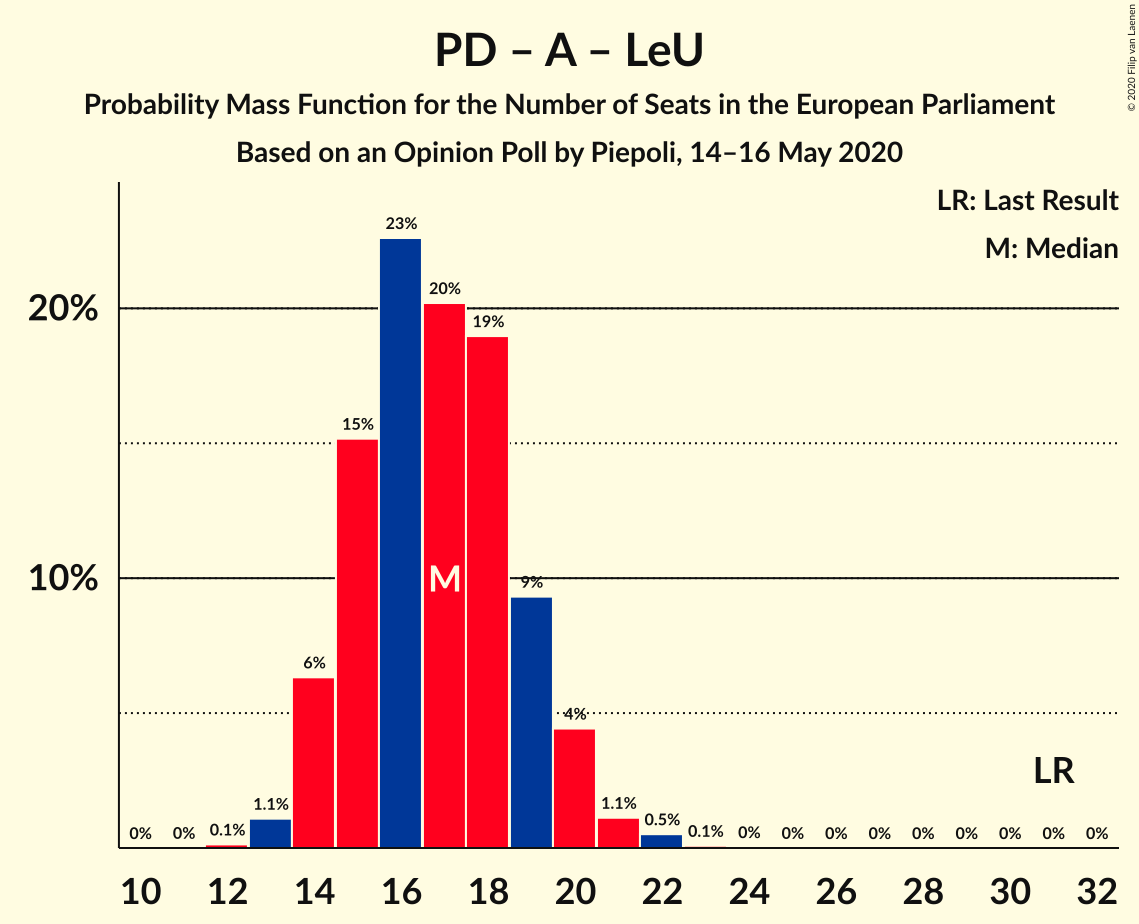 PD – A – LeU
Probability Mass Function for the Number of Seats in the European Parliament
Based on an Opinion Poll by Piepoli, 14–16 May 2020
© 2020 Filip van Laenen
LR: Last Result
M: Median
23%
20%
20%
19%
15%
10%
9%
M
6%
4%
LR
0% 0% 0.1% 1.1% 1.1% 0.5% 0.1% 0% 0% 0% 0% 0% 0% 0% 0% 0%
10 12 14 16 18 20 22 24 26 28 30 32